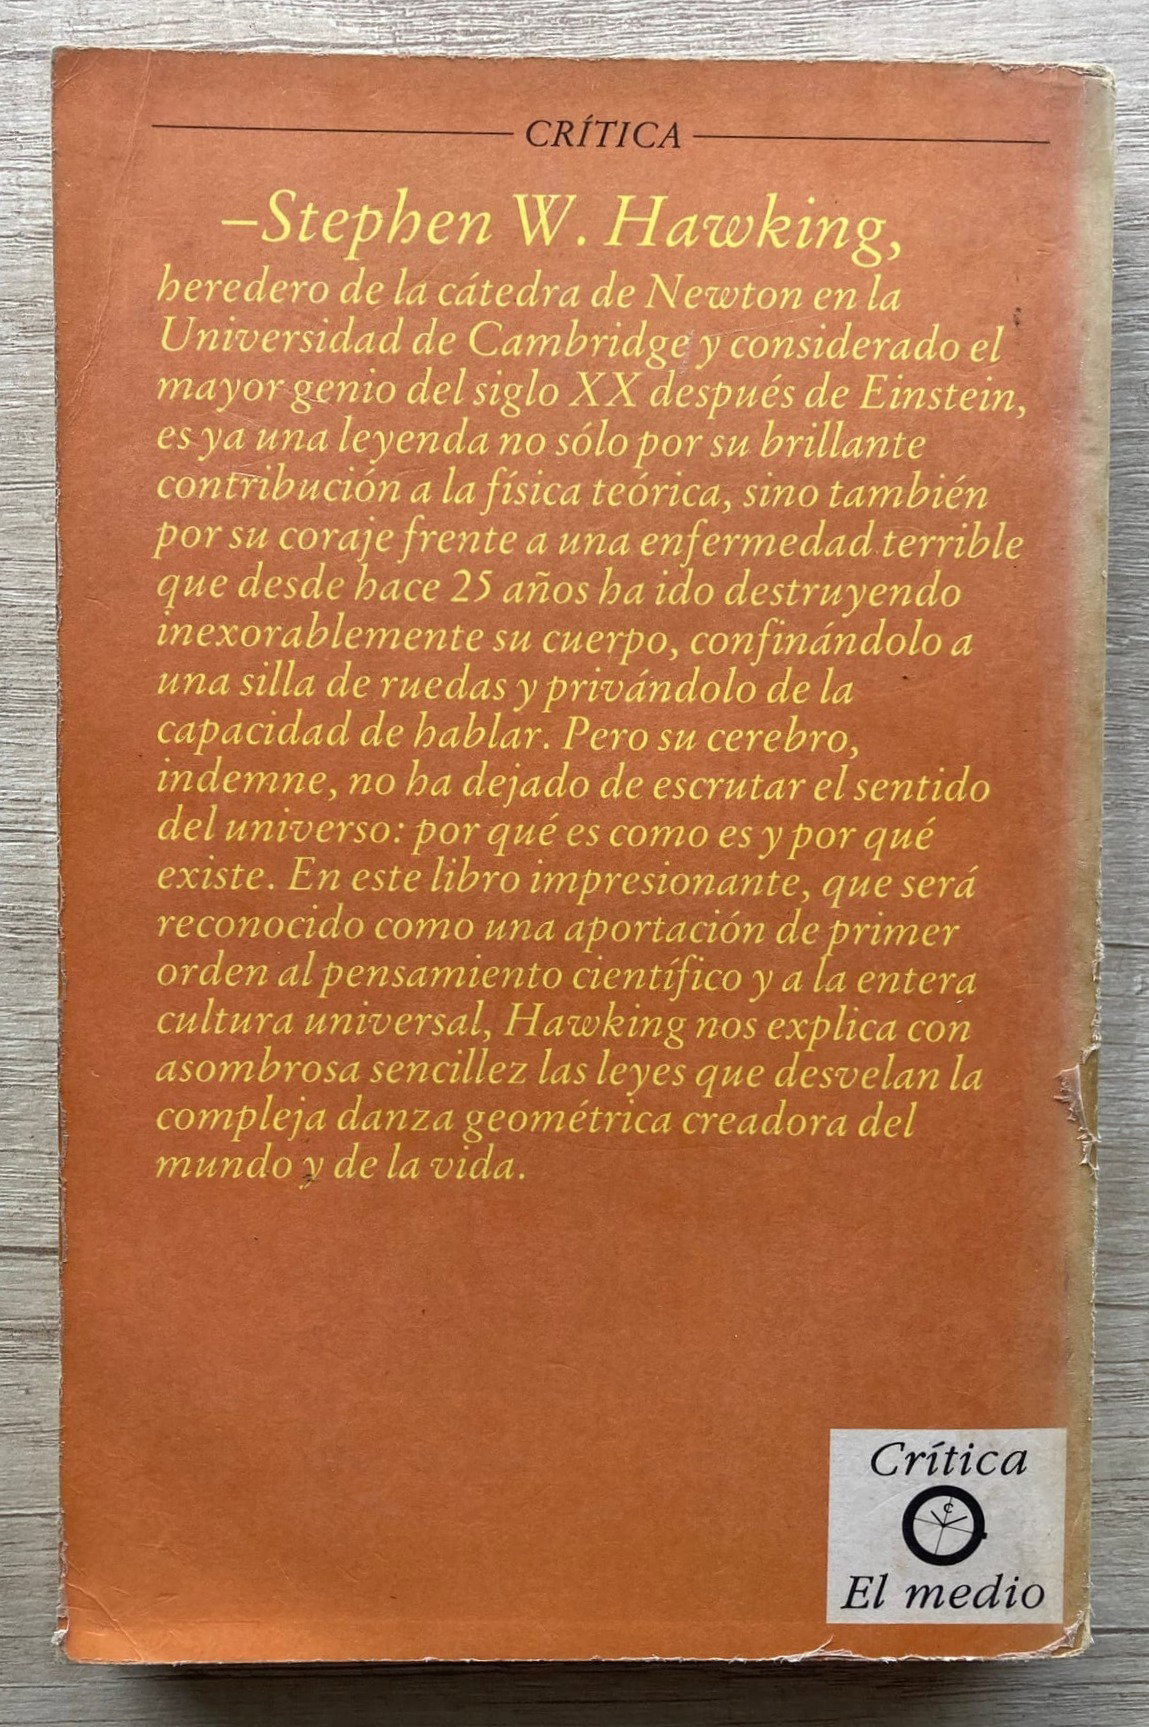 CRÍTICA
–Stephen W. Hawking,
heredero de la cátedra de Newton en la
Universidad de Cambridge y considerado el
mayor genio del siglo XX después de Einstein,
es ya una leyenda no sólo por su brillante
contribución a la física teórica, sino también
por su coraje frente a una enfermedad terrible
que desde hace 25 años ha ido destruyendo
inexorablemente su cuerpo, confinándolo a
una silla de ruedas y privándolo de la
capacidad de hablar. Pero su cerebro,
indemne, no ha dejado de escrutar el sentido
del universo: por qué es como es y por qué
existe. En este libro impresionante, que será
reconocido como una aportación de primer
orden al pensamiento científico y a la entera
cultura universal, Hawking nos explica con
asombrosa sencillez las leyes que desvelan la
compleja danza geométrica creadora del
mundo y de la vida.
Crítica
C
El medio